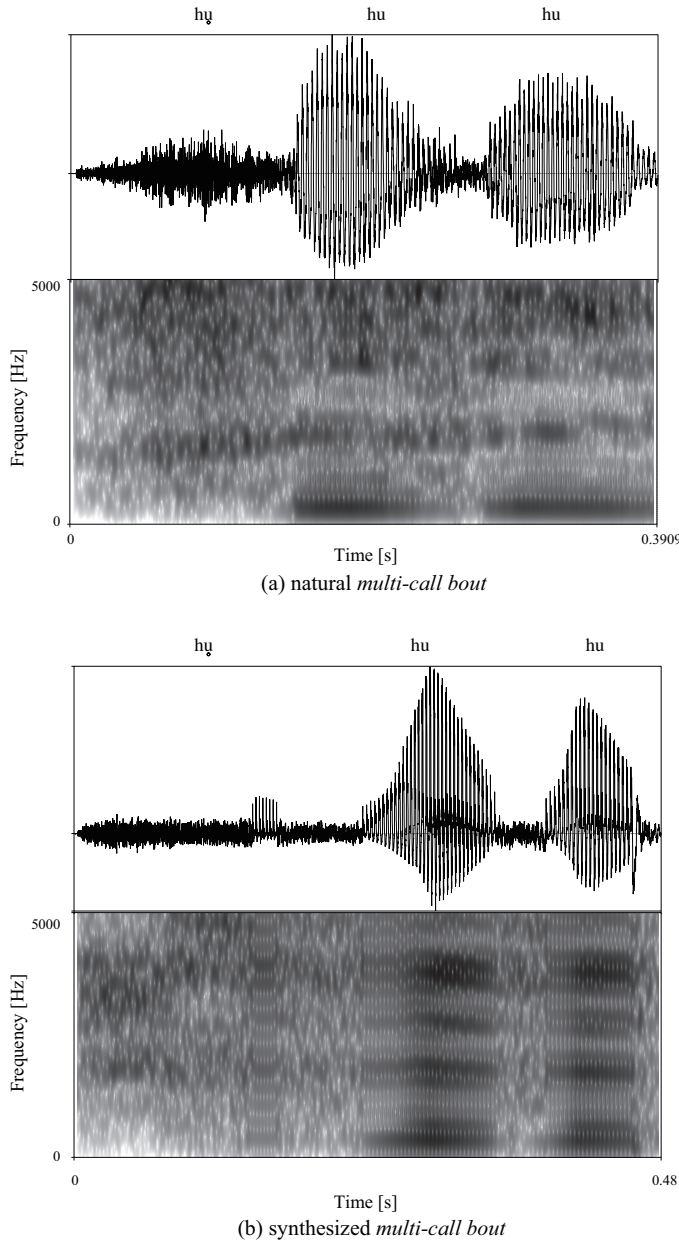 hu̥ hu hu
5000
Frequency [Hz]
0
0 0.3909
Time [s]
(a) natural multi-call bout
hu̥ hu hu
5000
Frequency [Hz]
0
0 0.48
Time [s]
(b) synthesized multi-call bout